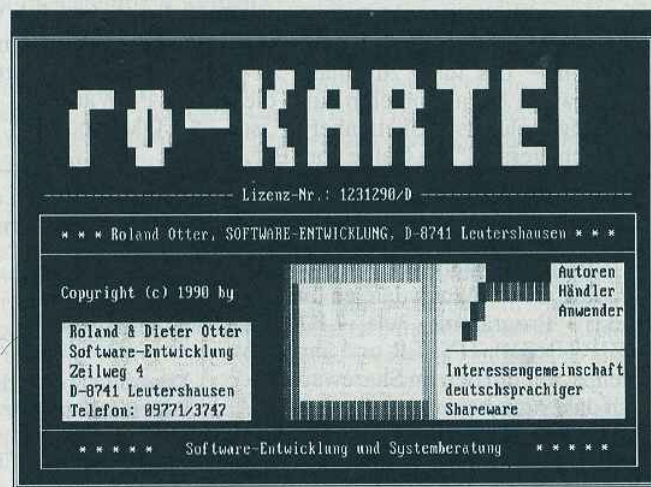 ro-KARTEI
Lizenz-Nr.: 1231290/D
* * * Roland Otter, SOFTWARE-ENTWICKLUNG, D-8741 Leutershausen * * *
Copyright (c) 1990 by
Roland & Dieter Otter
Software-Entwicklung
Zeilweg 4
D-8741 Leutershausen
Telefon: 09771/3747
Autoren
Händler
Anwender
Interessengemeinschaft
deutschsprachiger
Shareware
* * * * * Software-Entwicklung und Systemberatung * * * * *